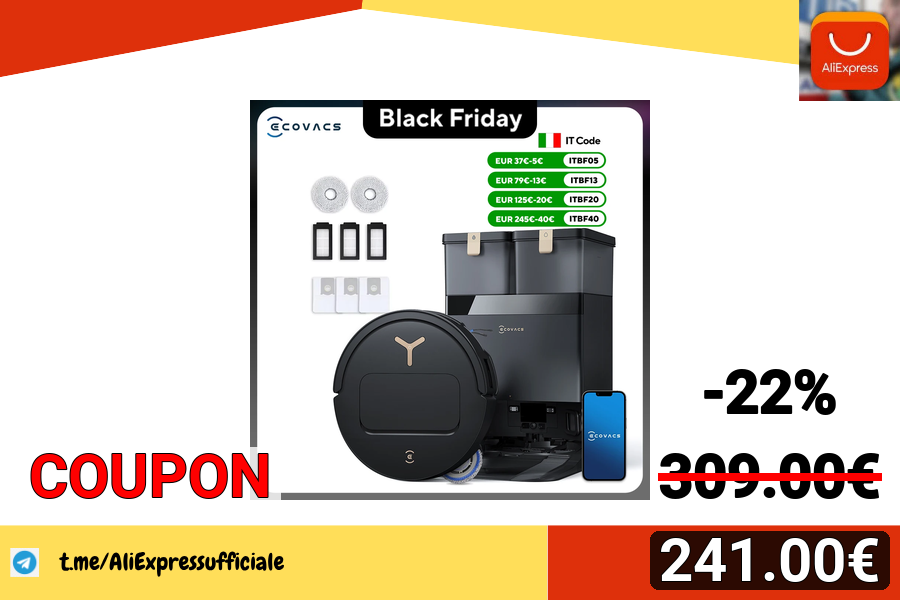 AliExpress
Black Friday
ECOVACS
IT Code
EUR 37€-5€ ITBF05
EUR 79€-13€ ITBF13
EUR 125€-20€ ITBF20
EUR 245€-40€ ITBF40
ECOVACS
ECOVACS
-22%
COUPON
309.00€
t.me/AliExpressufficiale
241.00€